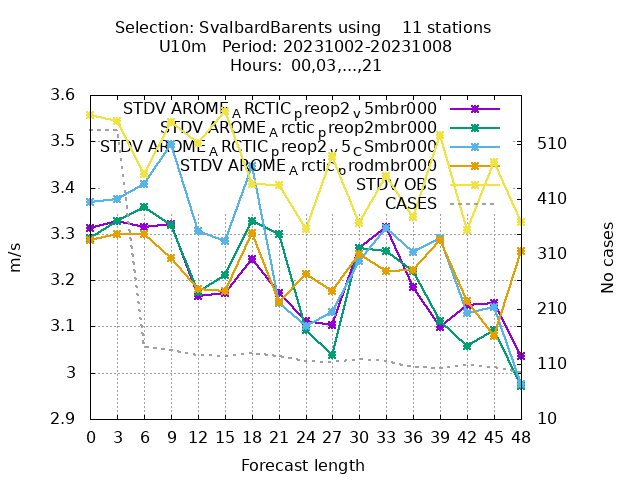 Selection: SvalbardBarents using    11 stations
U10m   Period: 20231002-20231008
Hours:  00,03,...,21
3.6
3.5
3.4
3.3
3.2
3.1
3
2.9
m/s
STDV AROME_ARCTIC_preop2_v5mbr000
STDV AROME_Arctic_preop2mbr000
STDV AROME_ARCTIC_preop2_v5_CSmbr000
STDV AROME_Arctic_prodmbr000
STDV OBS
CASES
510
410
310
210
110
10
No cases
0 3 6 9 12 15 18 21 24 27 30 33 36 39 42 45 48
Forecast length